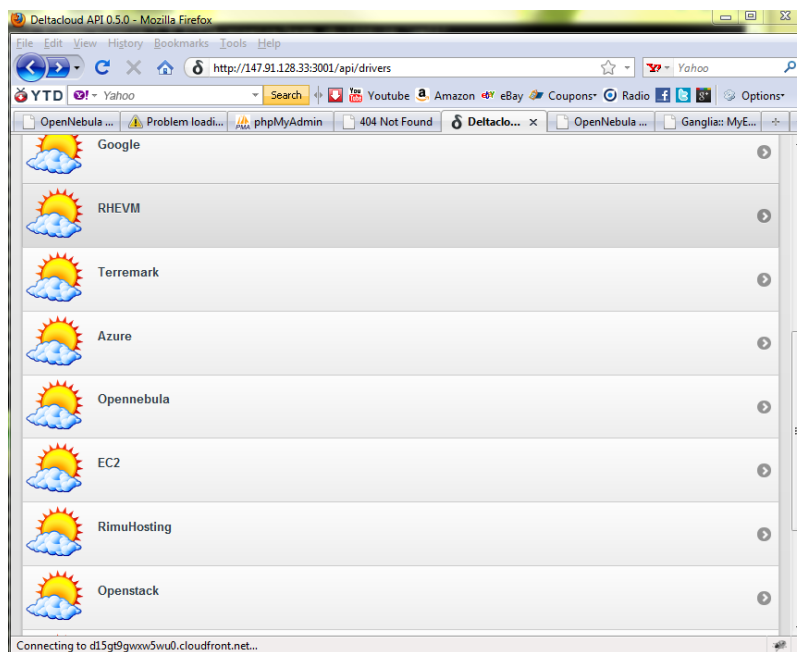 Deltacloud API 0.5.0 - Mozilla Firefox
File Edit View History Bookmarks Tools Help
δ http://147.91.128.33:3001/api/drivers Yahoo
YTD Yahoo Search Youtube Amazon eBay Coupons Radio Options
OpenNebula ... Problem loadi... phpMyAdmin 404 Not Found δ Deltaclo... x OpenNebula ... Ganglia:: MyE...
Google
RHEVM
Terremark
Azure
Opennebula
EC2
RimuHosting
Openstack
Connecting to d15gt9gwxw5wu0.cloudfront.net...